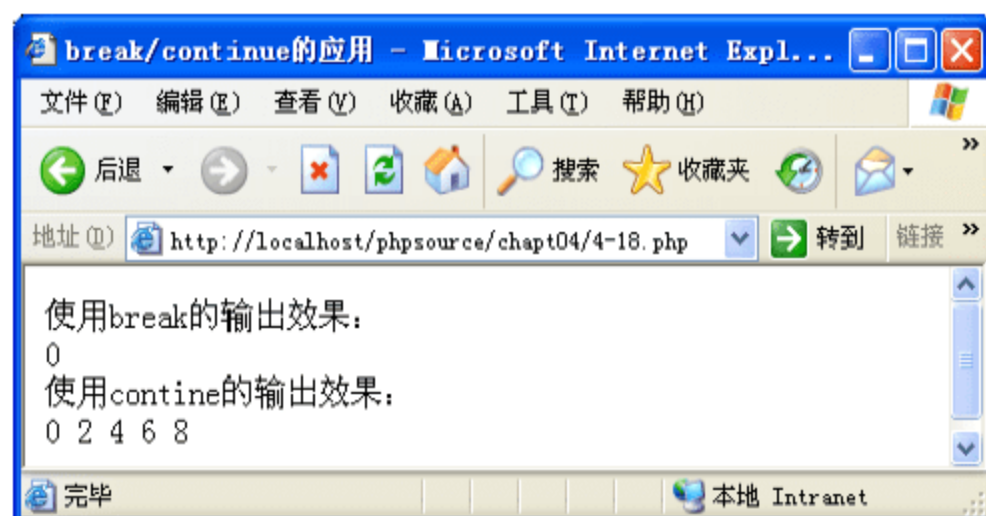 break/continue的应用 - Microsoft Internet Expl...
文件(F) 编辑(E) 查看(V) 收藏(A) 工具(T) 帮助(H)
后退 搜索 收藏夹 »
地址(D) http://localhost/phpsource/chapt04/4-18.php 转到 链接 »
使用break的输出效果：
0
使用contine的输出效果：
0 2 4 6 8
完毕 本地 Intranet